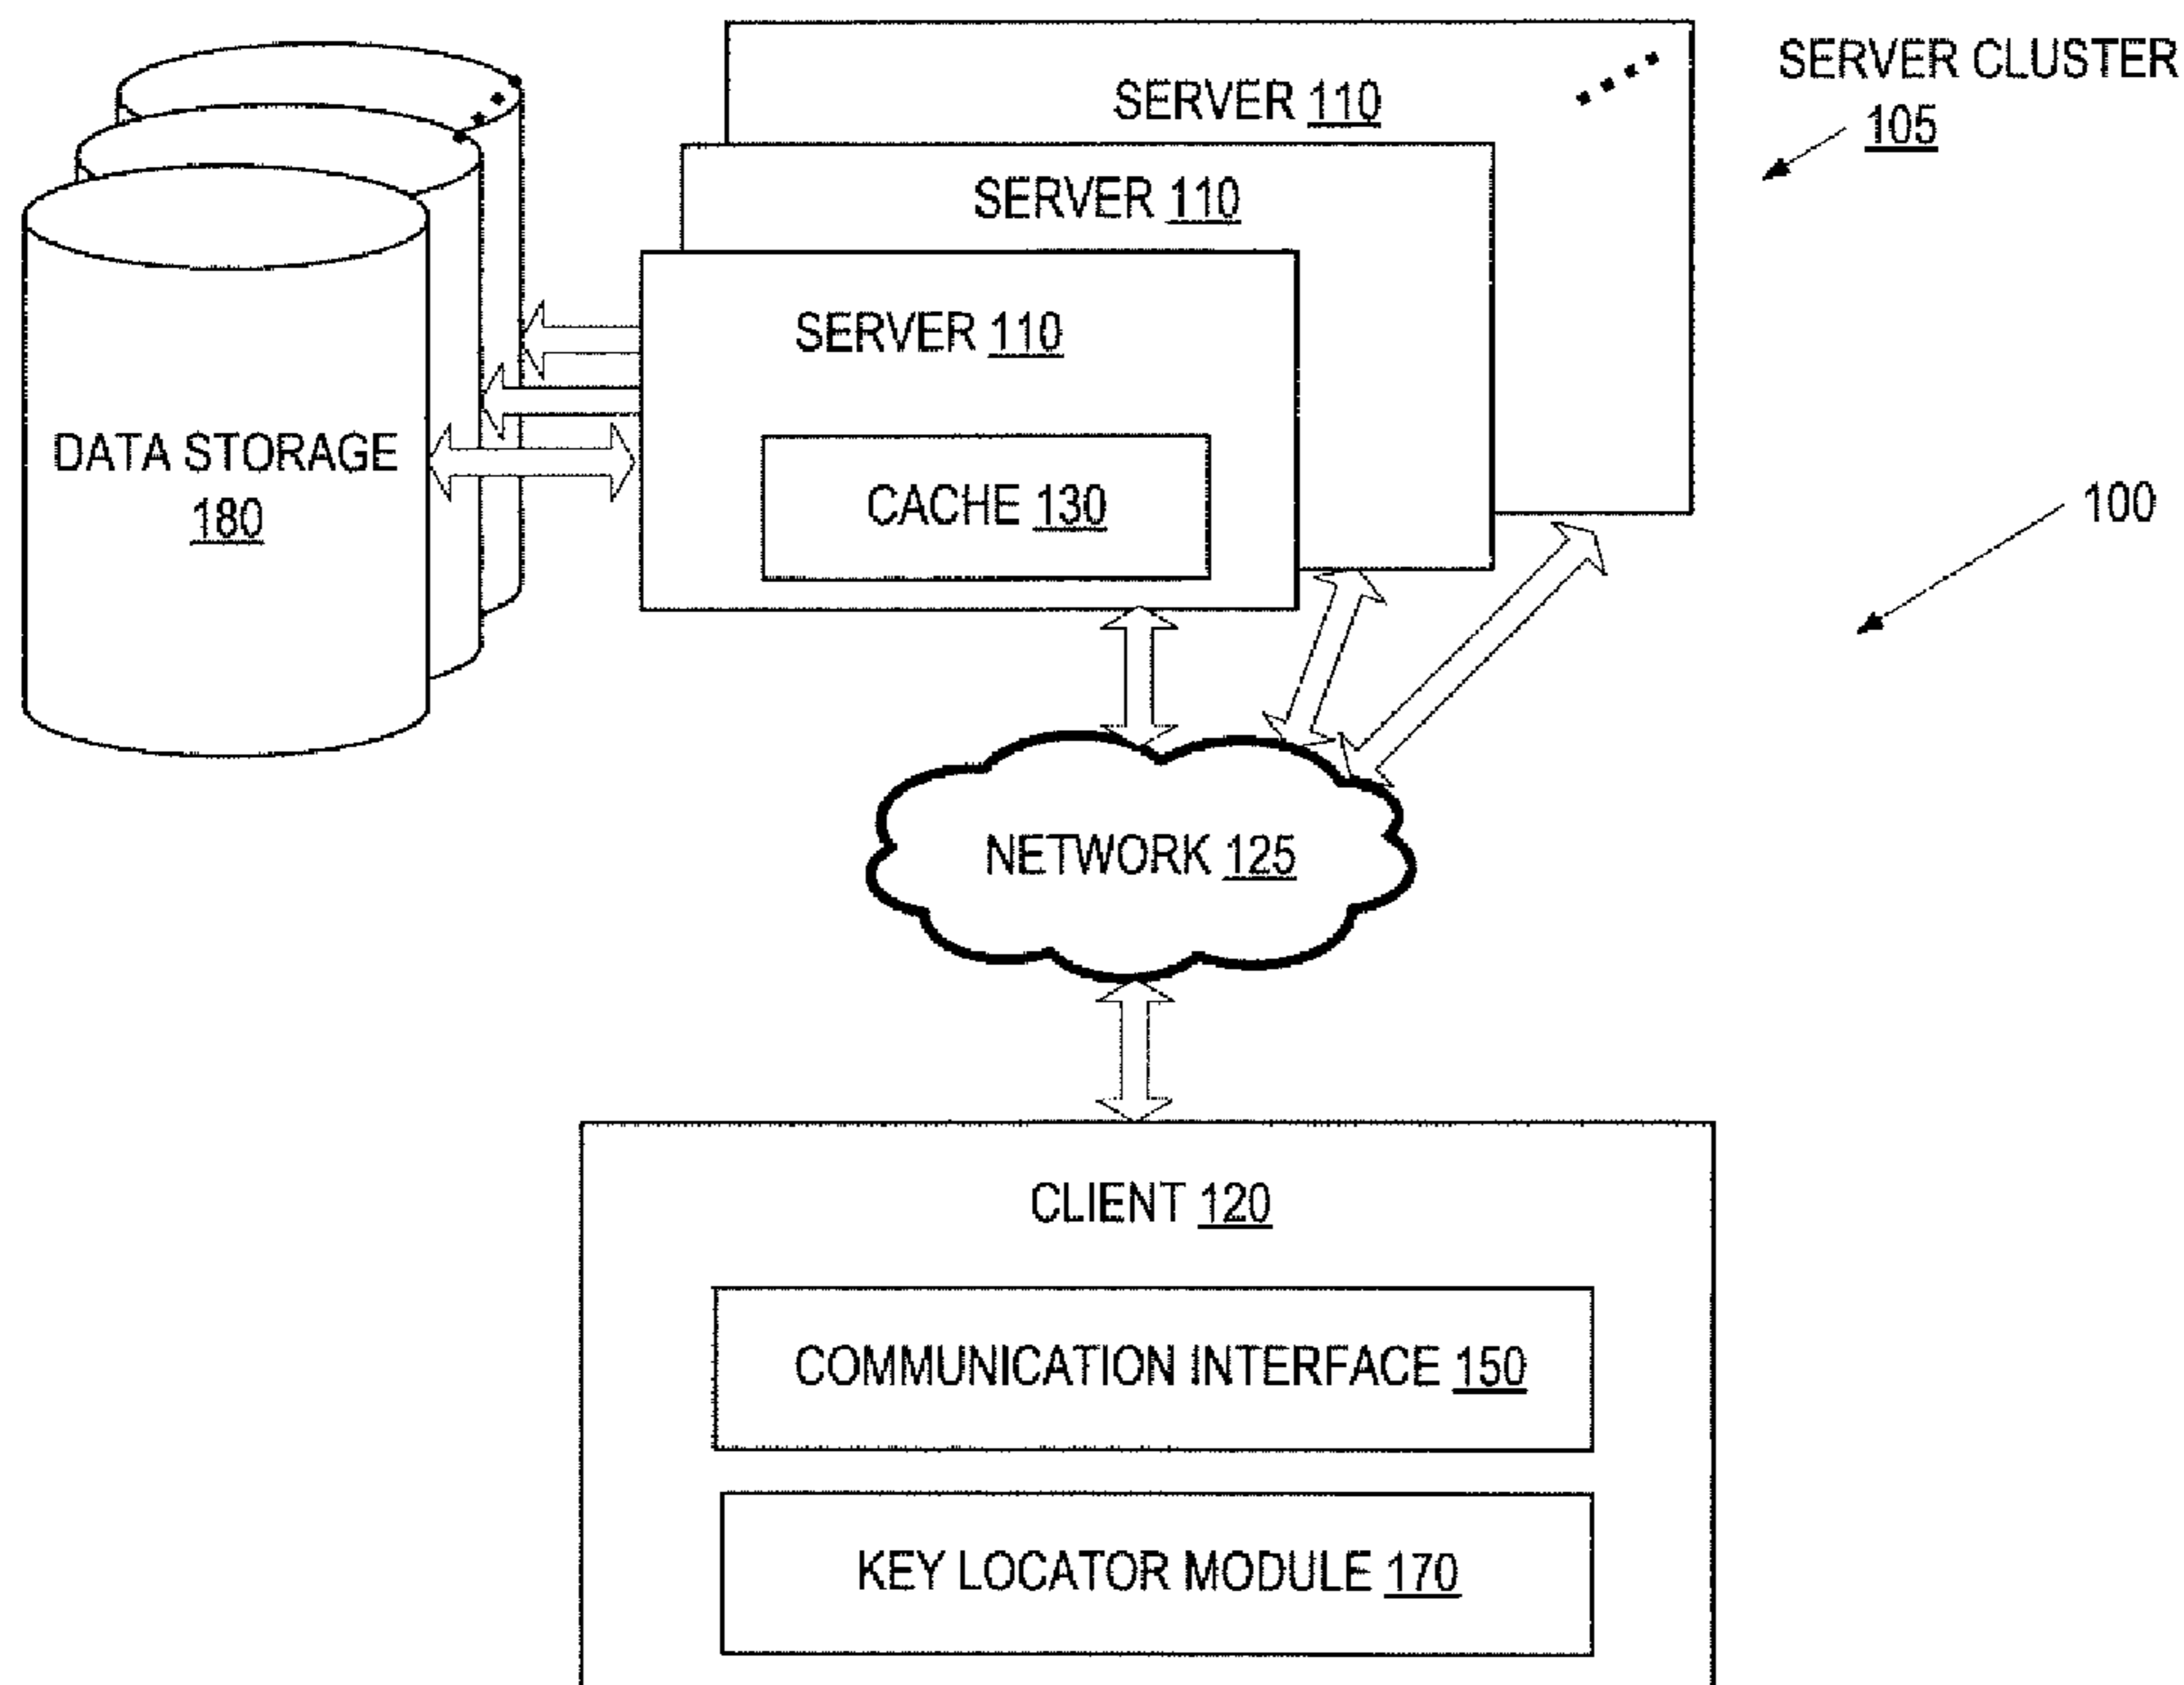 SERVER CLUSTER
105
SERVER 110
SERVER 110
SERVER 110
DATA STORAGE
180
CACHE 130
100
NETWORK 125
CLIENT 120
COMMUNICATION INTERFACE 150
KEY LOCATOR MODULE 170